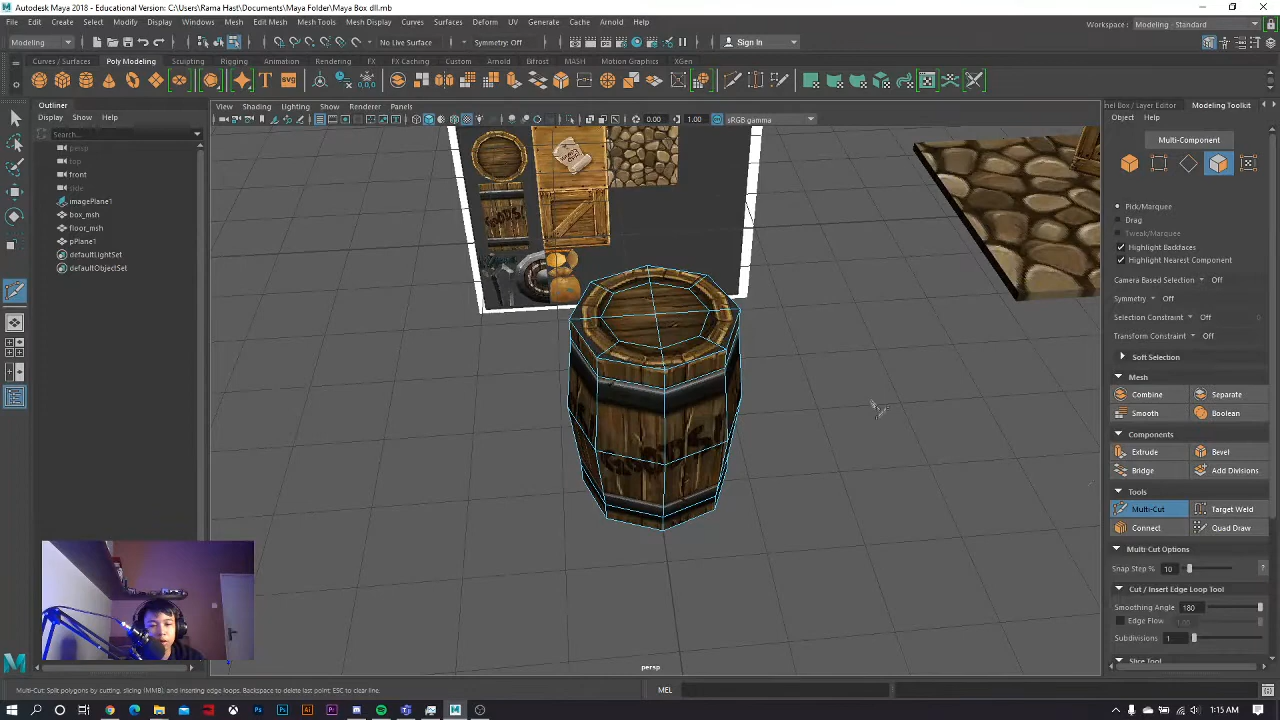 Autodesk Maya 2018 - Educational Version: C:\Users\Rama Hast\Documents\Maya Folder\Maya Box dll.mb
File Edit Create Select Modify Display Windows Mesh Edit Mesh Mesh Tools Mesh Display Curves Surfaces Deform UV Generate Cache Arnold Help
Workspace: Modeling - Standard
Modeling No Live Surface Symmetry: Off Sign In
Curves / Surfaces Poly Modeling Sculpting Rigging Animation Rendering FX FX Caching Custom Arnold Bifrost MASH Motion Graphics XGen
Outliner
Display Show Help
Search...
persp
top
front
side
imagePlane1
box_msh
floor_msh
pPlane1
defaultLightSet
defaultObjectSet
View Shading Lighting Show Renderer Panels
0.00 1.00 sRGB gamma
persp
nel Box / Layer Editor Modeling Toolkit
Object Help
Multi-Component
Pick/Marquee
Drag
Tweak/Marquee
Highlight Backfaces
Highlight Nearest Component
Camera Based Selection Off
Symmetry Off
Selection Constraint Off
Transform Constraint Off
Soft Selection
Mesh
Combine Separate
Smooth Boolean
Components
Extrude Bevel
Bridge Add Divisions
Tools
Multi-Cut Target Weld
Connect Quad Draw
Multi Cut Options
Snap Step % 10 ?
Cut / Insert Edge Loop Tool
Smoothing Angle 180
Edge Flow 1.00
Subdivisions 1
Slice Tool
Multi-Cut: Split polygons by cutting, slicing (MMB), and inserting edge loops. Backspace to delete last point; ESC to clear line.
MEL
1:15 AM